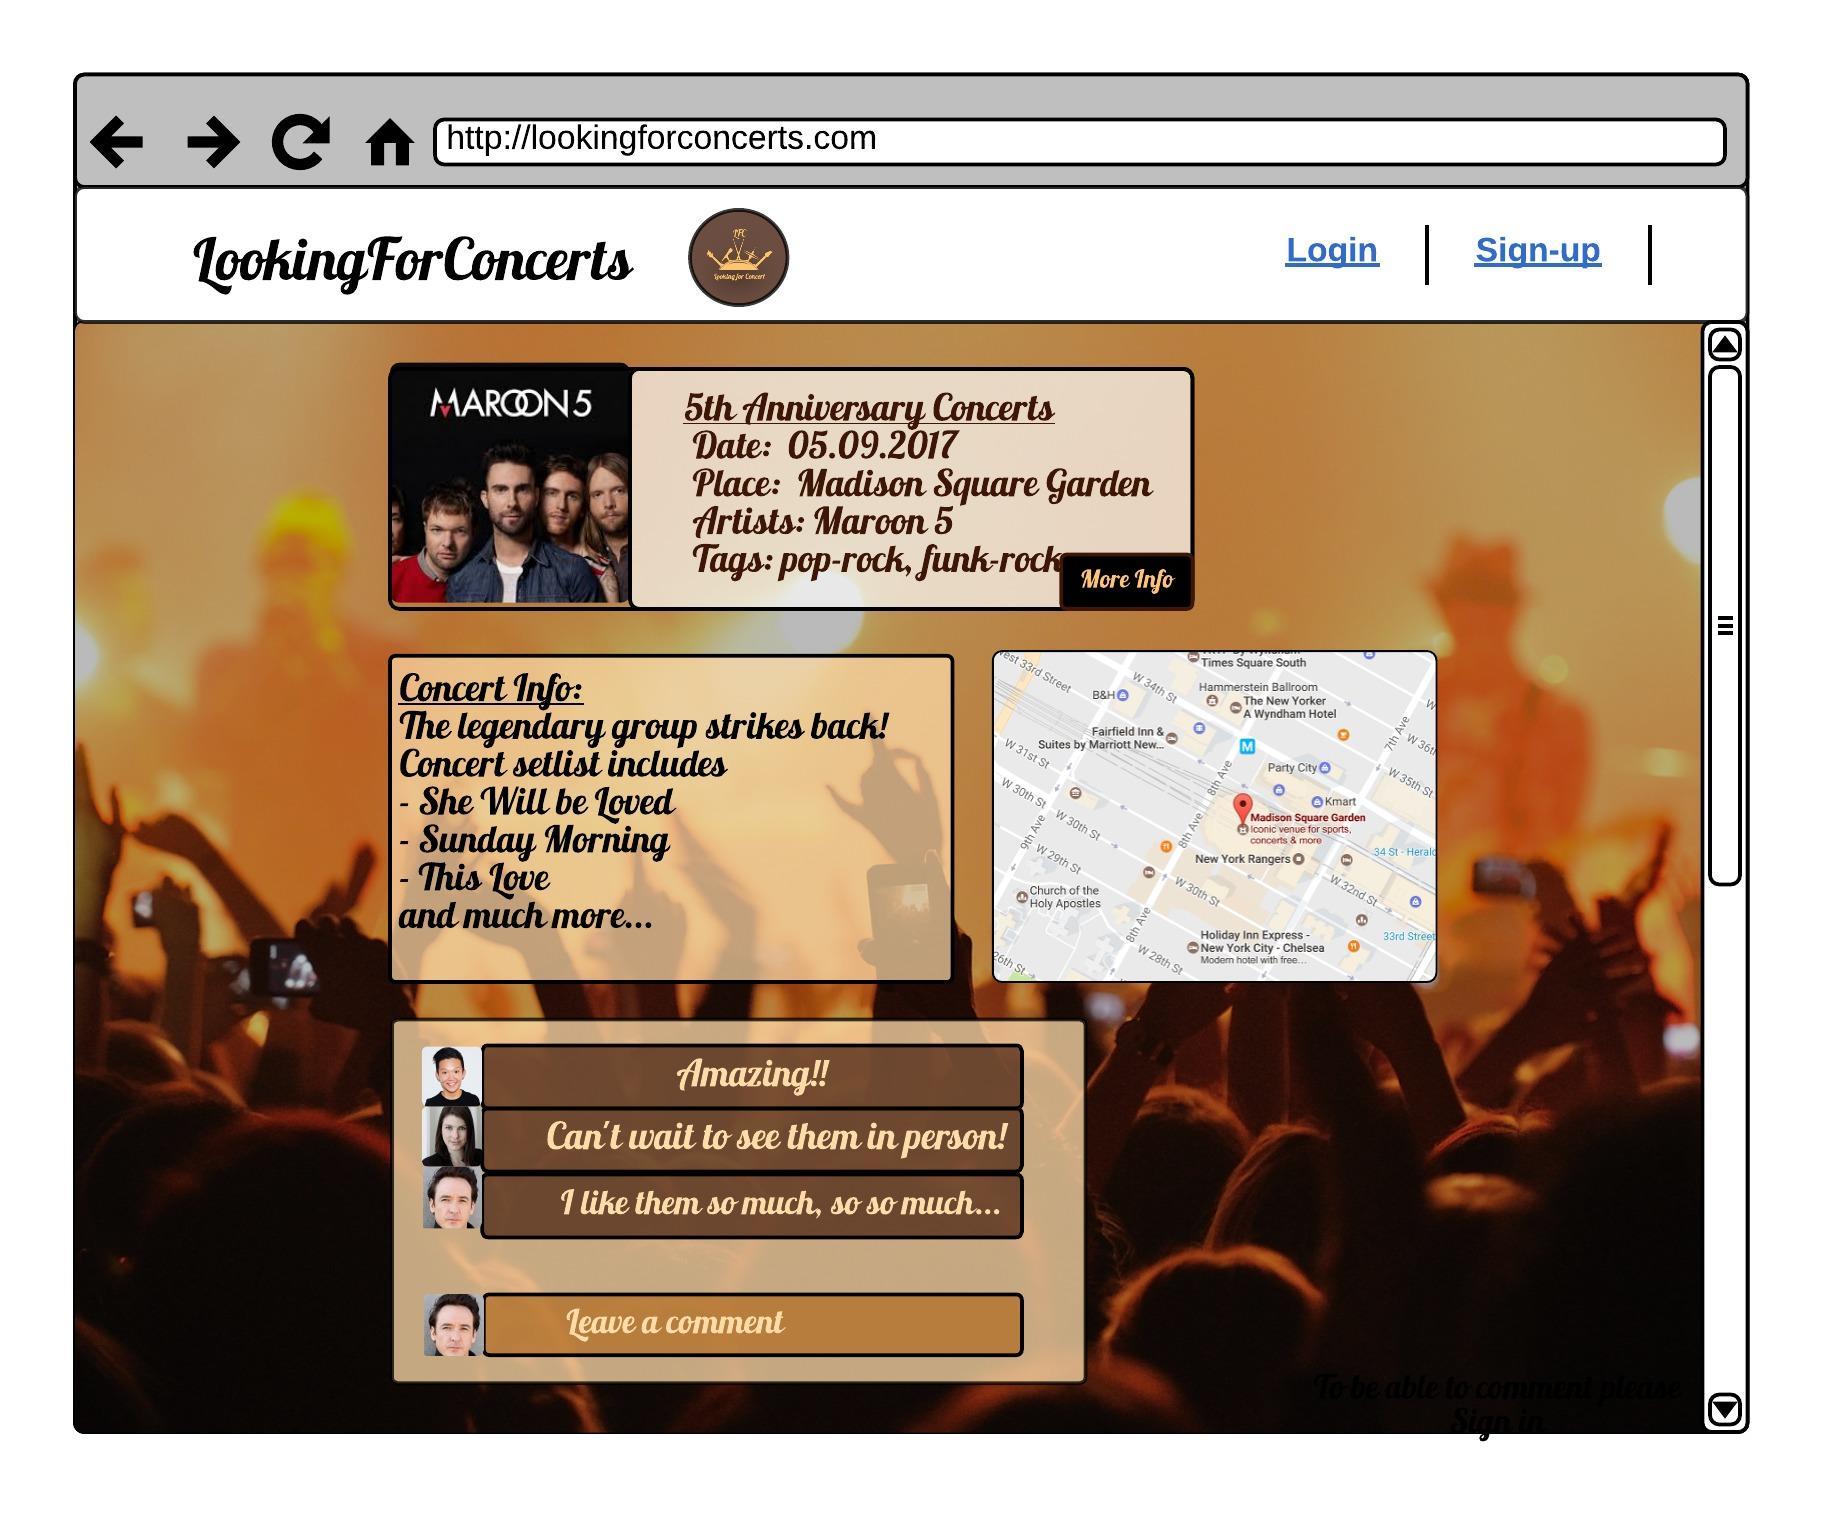 http://lookingforconcerts.com
LookingForConcerts
LFC
Looking for Concert
Login
Sign-up
MAROON 5
5th Anniversary Concerts
Date: 05.09.2017
Place: Madison Square Garden
Artists: Maroon 5
Tags: pop-rock, funk-rock
More Info
Concert Info:
The legendary group strikes back!
Concert setlist includes
- She Will be Loved
- Sunday Morning
- This Love
and much more...
Times Square South
West 33rd Street
W 34th St
B&H
Hammerstein Ballroom
The New Yorker
A Wyndham Hotel
Fairfield Inn &
Suites by Marriott New...
7th Ave
W 36th
W 31st St
8th Ave
Party City
W 35th St
W 30th St
Kmart
Madison Square Garden
Iconic venue for sports,
concerts & more
9th Ave
W 30th St
8th Ave
34 St - Herald
New York Rangers
W 29th St
W 30th St
W 32nd St
Church of the
Holy Apostles
8th Ave
Holiday Inn Express -
New York City - Chelsea
Modern hotel with free...
33rd Street
W 28th St
26th St
Amazing!!
Can't wait to see them in person!
I like them so much, so so much...
Leave a comment
To be able to comment please
Sign in